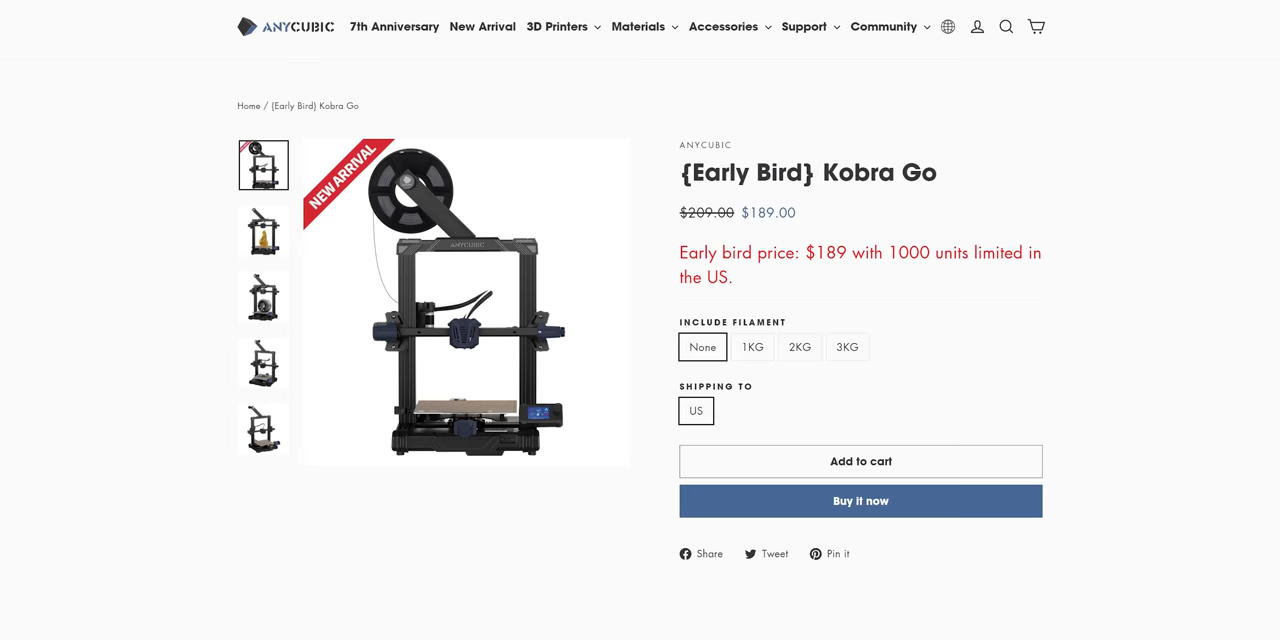 ANYCUBIC
7th Anniversary New Arrival 3D Printers Materials Accessories Support Community
Home / {Early Bird} Kobra Go
NEW ARRIVAL
ANYCUBIC
ANYCUBIC
{Early Bird} Kobra Go
$209.00 $189.00
Early bird price: $189 with 1000 units limited in
the US.
INCLUDE FILAMENT
None 1KG 2KG 3KG
SHIPPING TO
US
Add to cart
Buy it now
Share Tweet Pin it